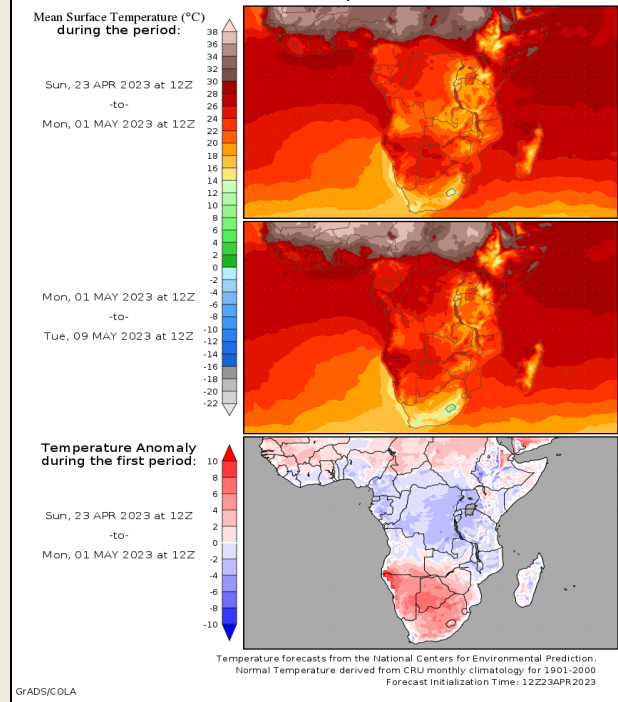 Mean Surface Temperature (°C)
during the period:
Sun, 23 APR 2023 at 12Z
-to-
Mon, 01 MAY 2023 at 12Z
38
36
34
32
30
28
26
24
22
20
18
16
14
12
10
8
6
4
2
0
-2
-4
-6
-8
-10
-12
-14
-16
-18
-20
-22
Mon, 01 MAY 2023 at 12Z
-to-
Tue, 09 MAY 2023 at 12Z
Temperature Anomaly
during the first period:
Sun, 23 APR 2023 at 12Z
-to-
Mon, 01 MAY 2023 at 12Z
10
8
6
4
2
0
-2
-4
-6
-8
-10
Temperature forecasts from the National Centers for Environmental Prediction.
Normal Temperature derived from CRU monthly climatology for 1901-2000
Forecast Initialization Time: 12Z23APR2023
GrADS/COLA